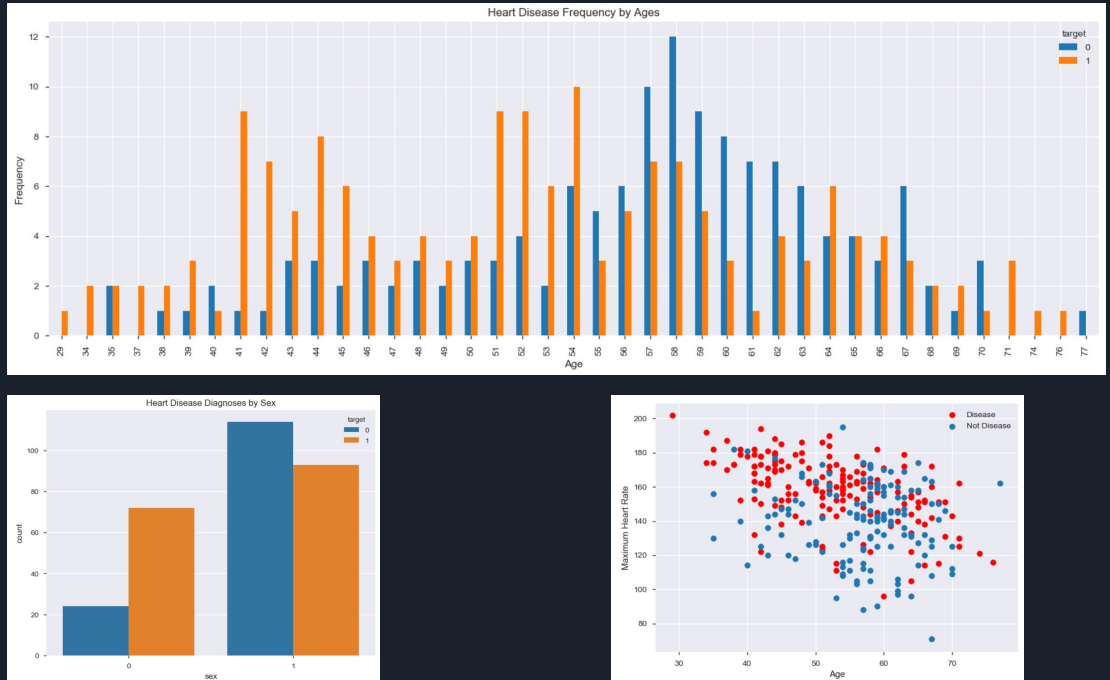 Heart Disease Frequency by Ages
target
0
1
12
10
8
6
4
2
0
Frequency
29 34 35 37 38 39 40 41 42 43 44 45 46 47 48 49 50 51 52 53 54 55 56 57 58 59 60 61 62 63 64 65 66 67 68 69 70 71 74 76 77
Age
Heart Disease Diagnoses by Sex
target
0
1
100
80
60
40
20
0
count
0 1
sex
Disease
Not Disease
200
180
160
140
120
100
80
Maximum Heart Rate
30 40 50 60 70
Age